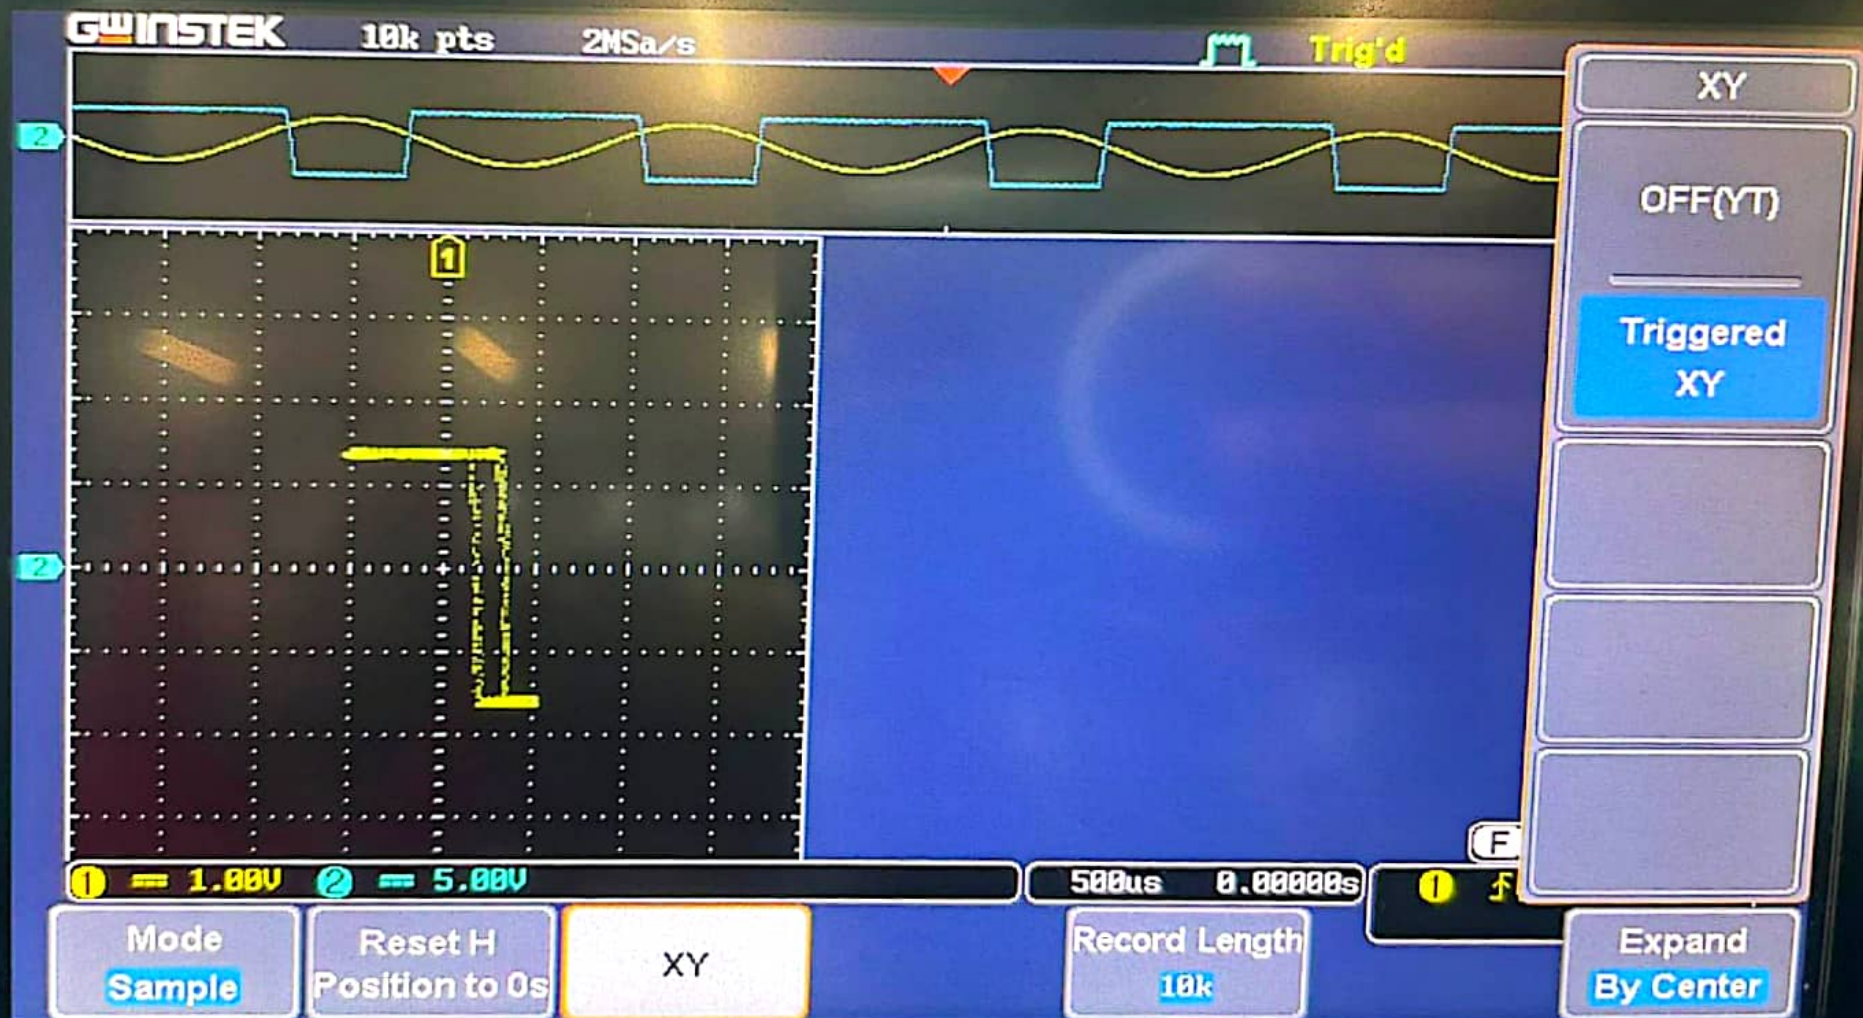 GWINSTEK 10k pts 2MSa/s Trig'd
XY
2
OFF(YT)
1
Triggered
XY
2
F
1 1.00V 2 5.00V 500us 0.00000s 1
Mode
Sample
Reset H
Position to 0s
XY
Record Length
10k
Expand
By Center